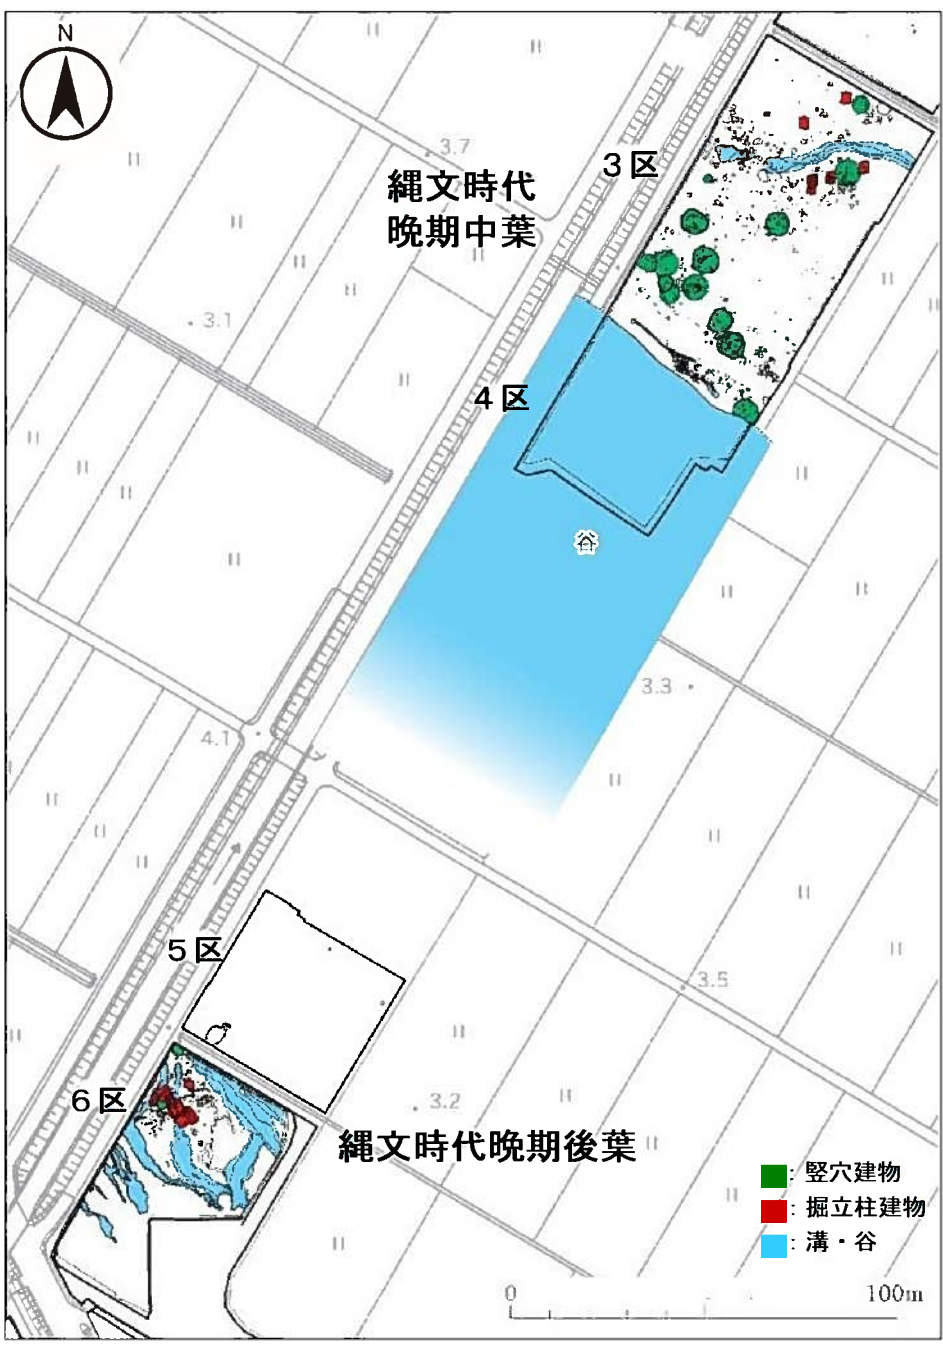 N
3.7
3区
縄文時代
晩期中葉
3.1
4区
谷
3.3
4.1
5区
3.5
6区
3.2
縄文時代晩期後葉
: 竪穴建物
: 掘立柱建物
: 溝・谷
0
100m